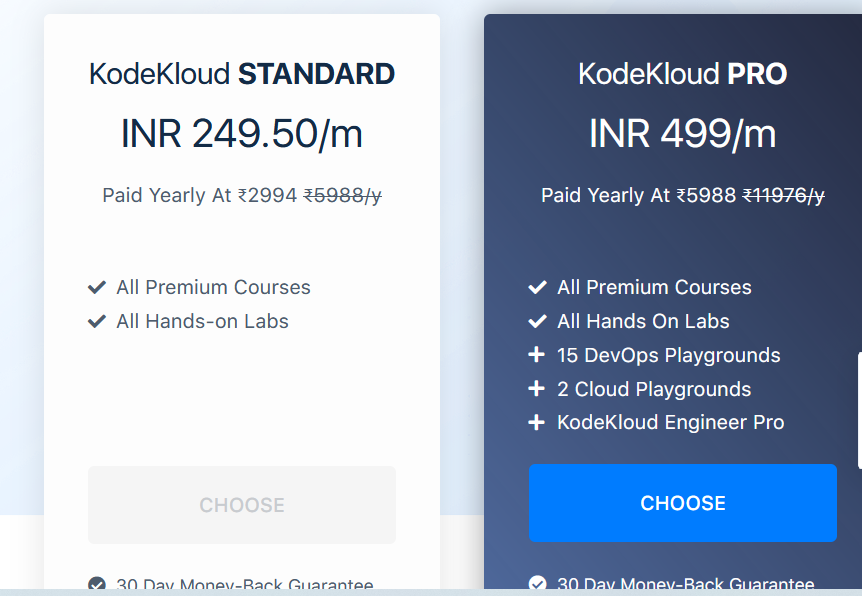 KodeKloud STANDARD
INR 249.50/m
Paid Yearly At ₹2994 ₹5988/y
All Premium Courses
All Hands-on Labs
CHOOSE
30 Day Money-Back Guarantee
KodeKloud PRO
INR 499/m
Paid Yearly At ₹5988 ₹11976/y
All Premium Courses
All Hands On Labs
15 DevOps Playgrounds
2 Cloud Playgrounds
KodeKloud Engineer Pro
CHOOSE
30 Day Money-Back Guarantee